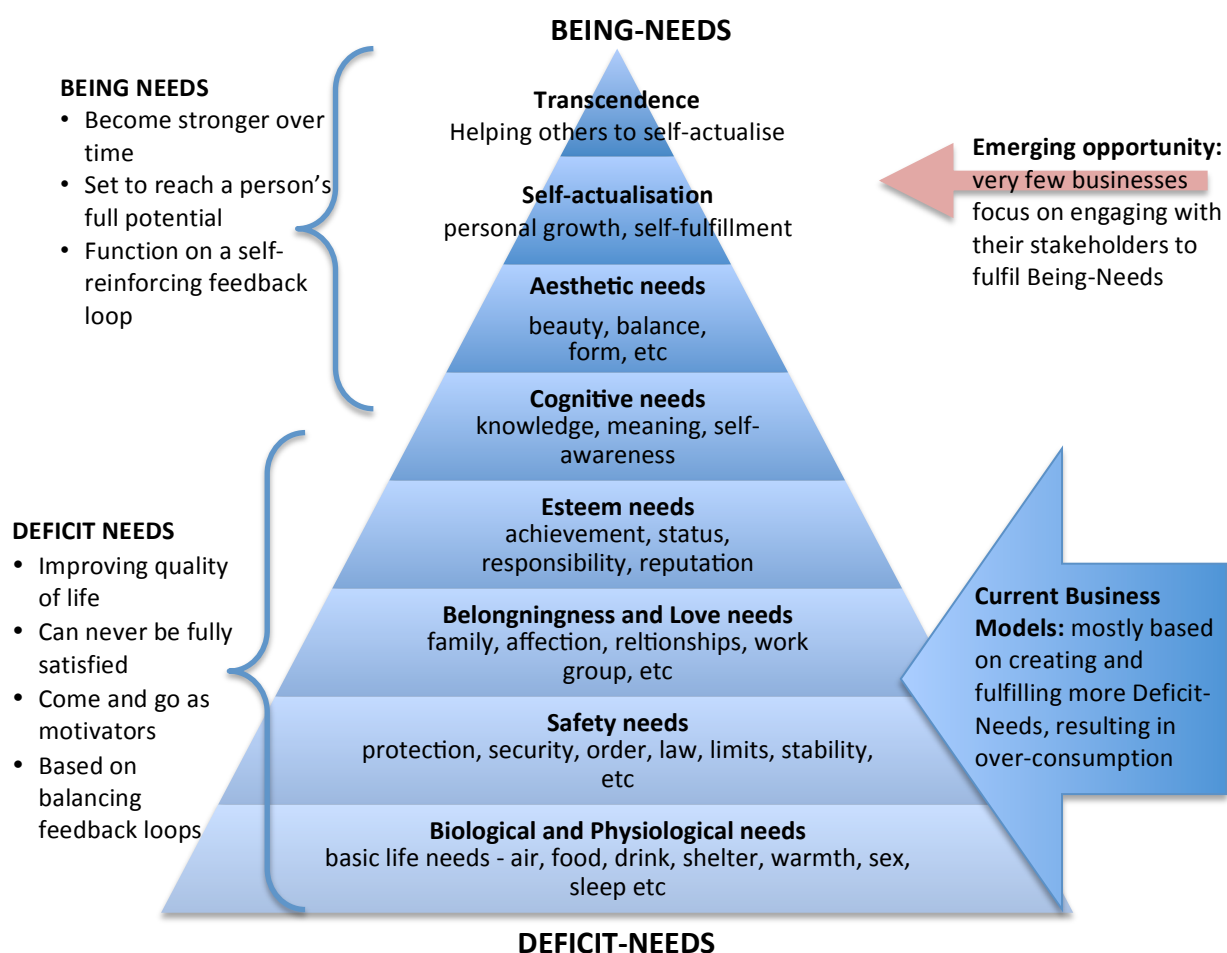 BEING-NEEDS
BEING NEEDS
• Become stronger over
time
• Set to reach a person's
full potential
• Function on a self-
reinforcing feedback
loop
Transcendence
Helping others to self-actualise
Self-actualisation
personal growth, self-fulfillment
Aesthetic needs
beauty, balance,
form, etc
Cognitive needs
knowledge, meaning, self-
awareness
Esteem needs
achievement, status,
responsibility, reputation
Belongningness and Love needs
family, affection, reltionships, work
group, etc
Safety needs
protection, security, order, law, limits, stability,
etc
Biological and Physiological needs
basic life needs - air, food, drink, shelter, warmth, sex,
sleep etc
Emerging opportunity:
very few businesses
focus on engaging with
their stakeholders to
fulfil Being-Needs
DEFICIT NEEDS
• Improving quality
of life
• Can never be fully
satisfied
• Come and go as
motivators
• Based on
balancing
feedback loops
Current Business
Models: mostly based
on creating and
fulfilling more Deficit-
Needs, resulting in
over-consumption
DEFICIT-NEEDS